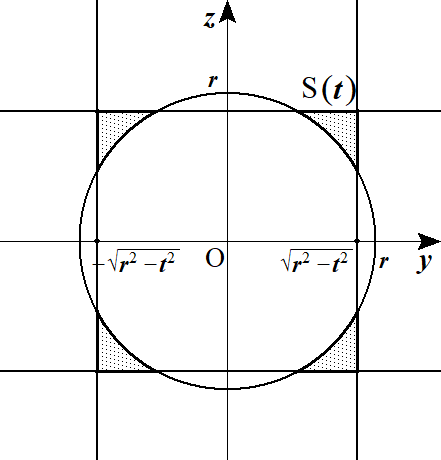 z
r
S(t)
−√r² −t²
O
√r² −t²
r
y